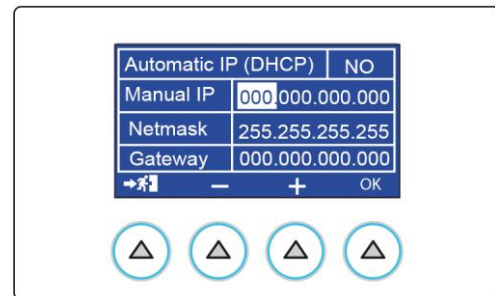 Automatic IP (DHCP) NO
Manual IP 000.000.000.000
Netmask 255.255.255.255
Gateway 000.000.000.000
− + OK